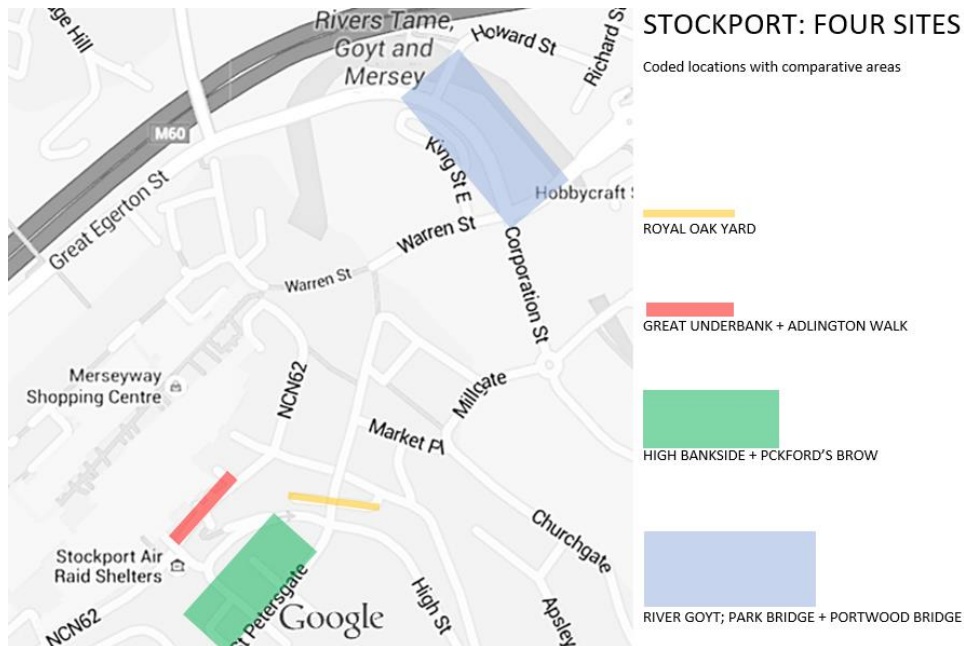 Rivers Tame,
Goyt and
Mersey
Howard St
Richard St
M60
King St E
Great Egerton St
Hobbycraft
Warren St
Warren St
Corporation St
Merseyway
Shopping Centre
NCN62
Millgate
Market Pl
Churchgate
Stockport Air
Raid Shelters
St Petersgate
High St
Apsley
NCN62
Google
STOCKPORT: FOUR SITES
Coded locations with comparative areas
ROYAL OAK YARD
GREAT UNDERBANK + ADLINGTON WALK
HIGH BANKSIDE + PCKFORD'S BROW
RIVER GOYT; PARK BRIDGE + PORTWOOD BRIDGE